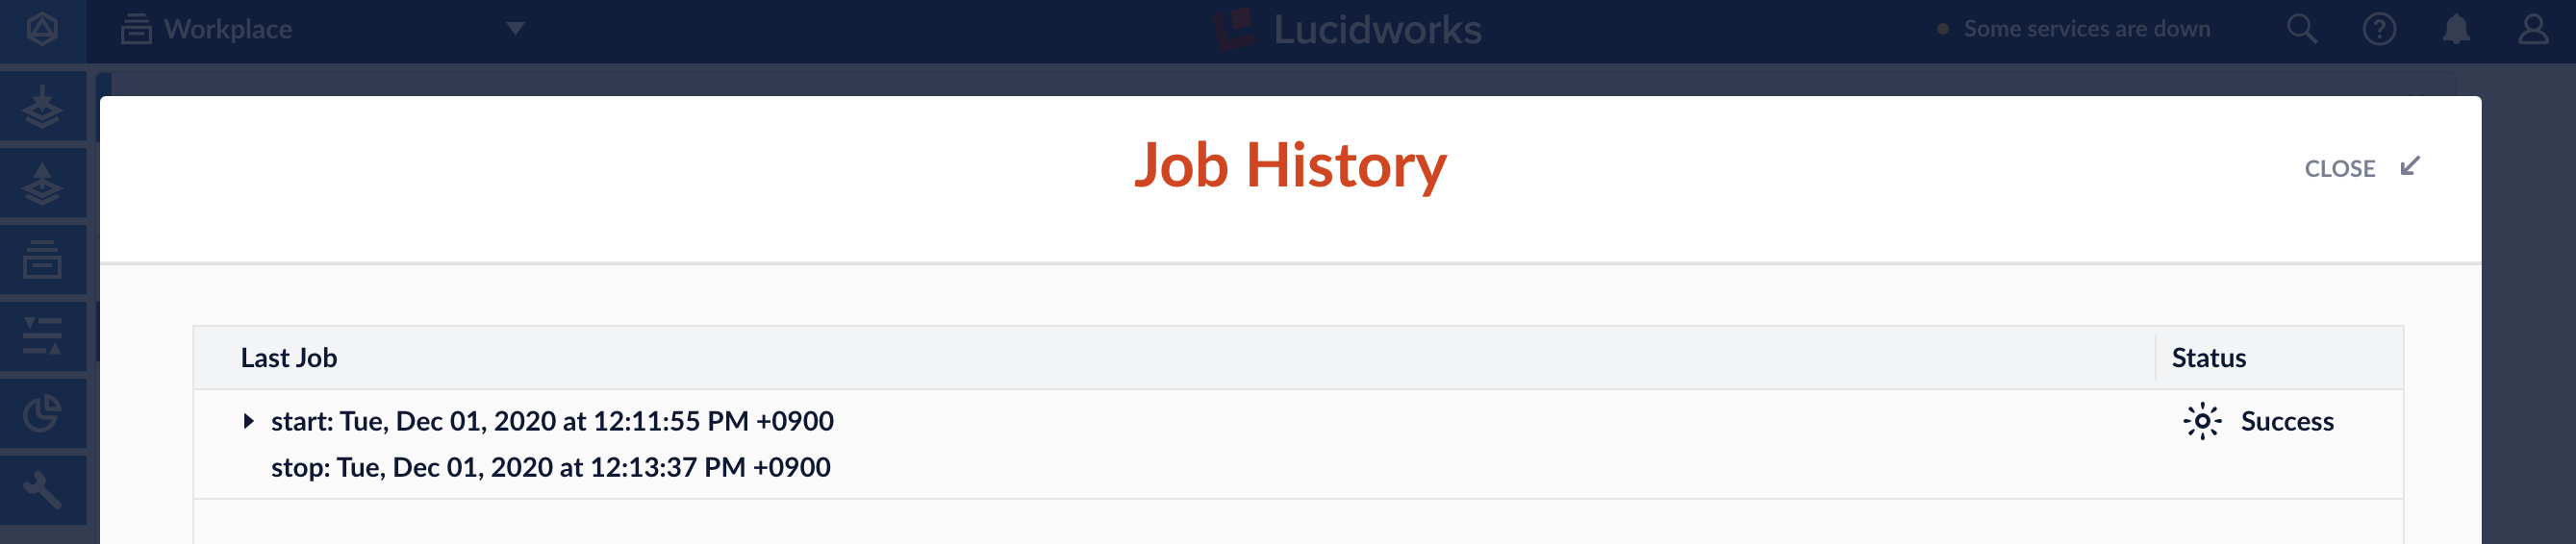 Workplace
Lucidworks
Some services are down
Job History
CLOSE
Last Job
Status
start: Tue, Dec 01, 2020 at 12:11:55 PM +0900
Success
stop: Tue, Dec 01, 2020 at 12:13:37 PM +0900